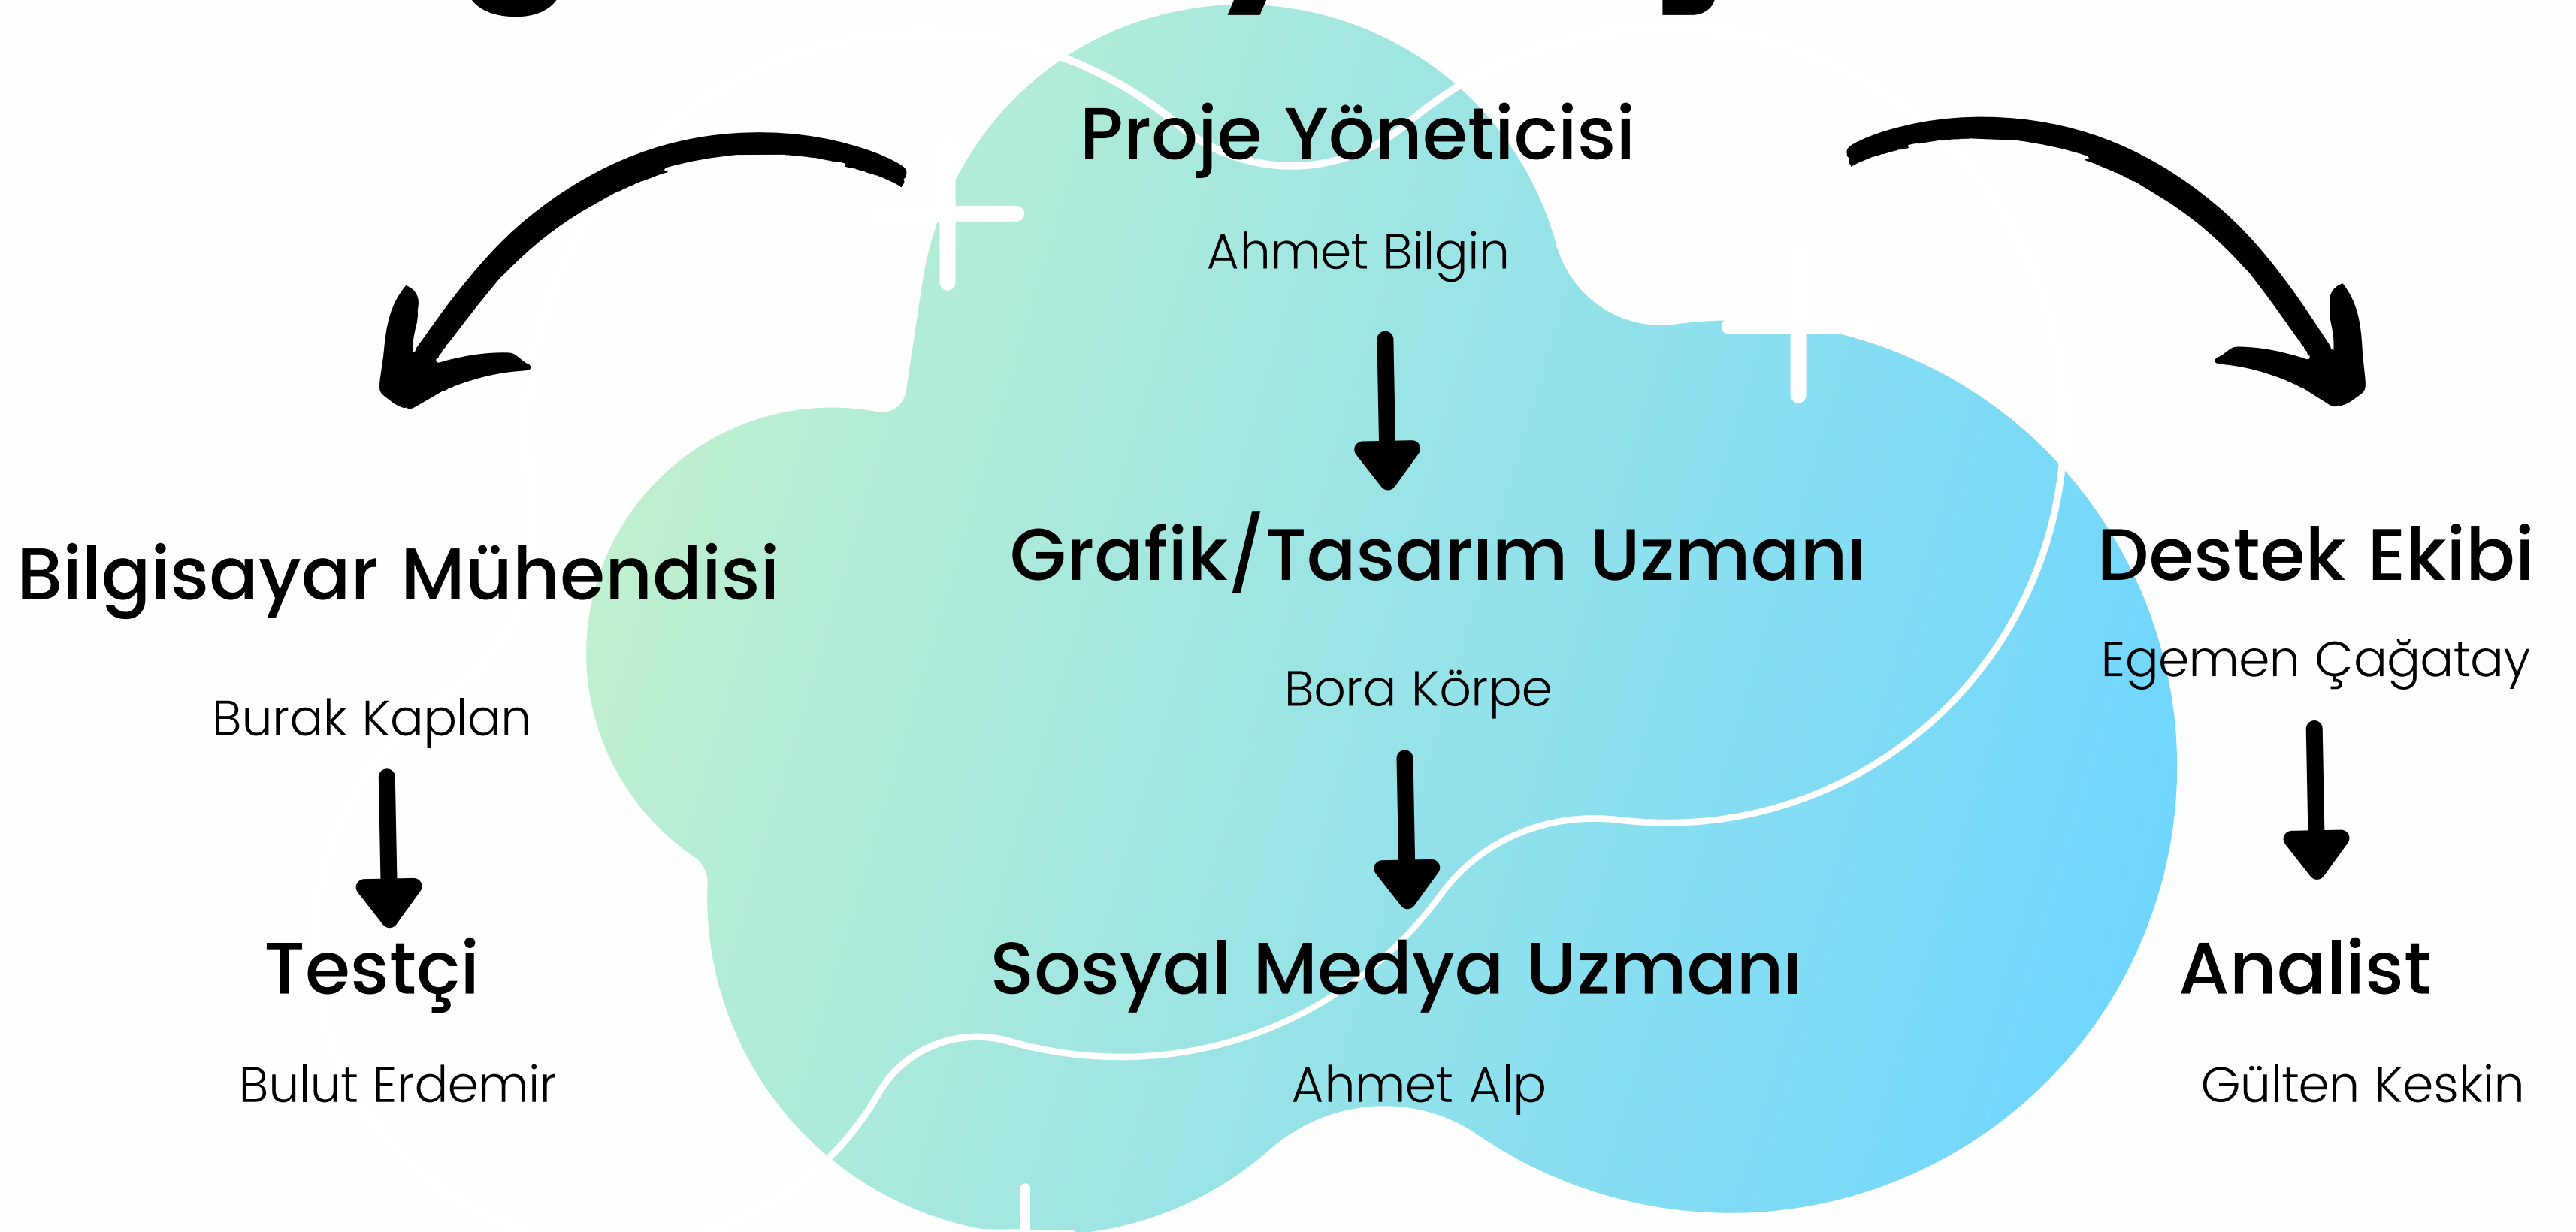 Proje Yöneticisi
Ahmet Bilgin
Bilgisayar Mühendisi
Burak Kaplan
Grafik/Tasarım Uzmanı
Bora Körpe
Destek Ekibi
Egemen Çağatay
Testçi
Bulut Erdemir
Sosyal Medya Uzmanı
Ahmet Alp
Analist
Gülten Keskin